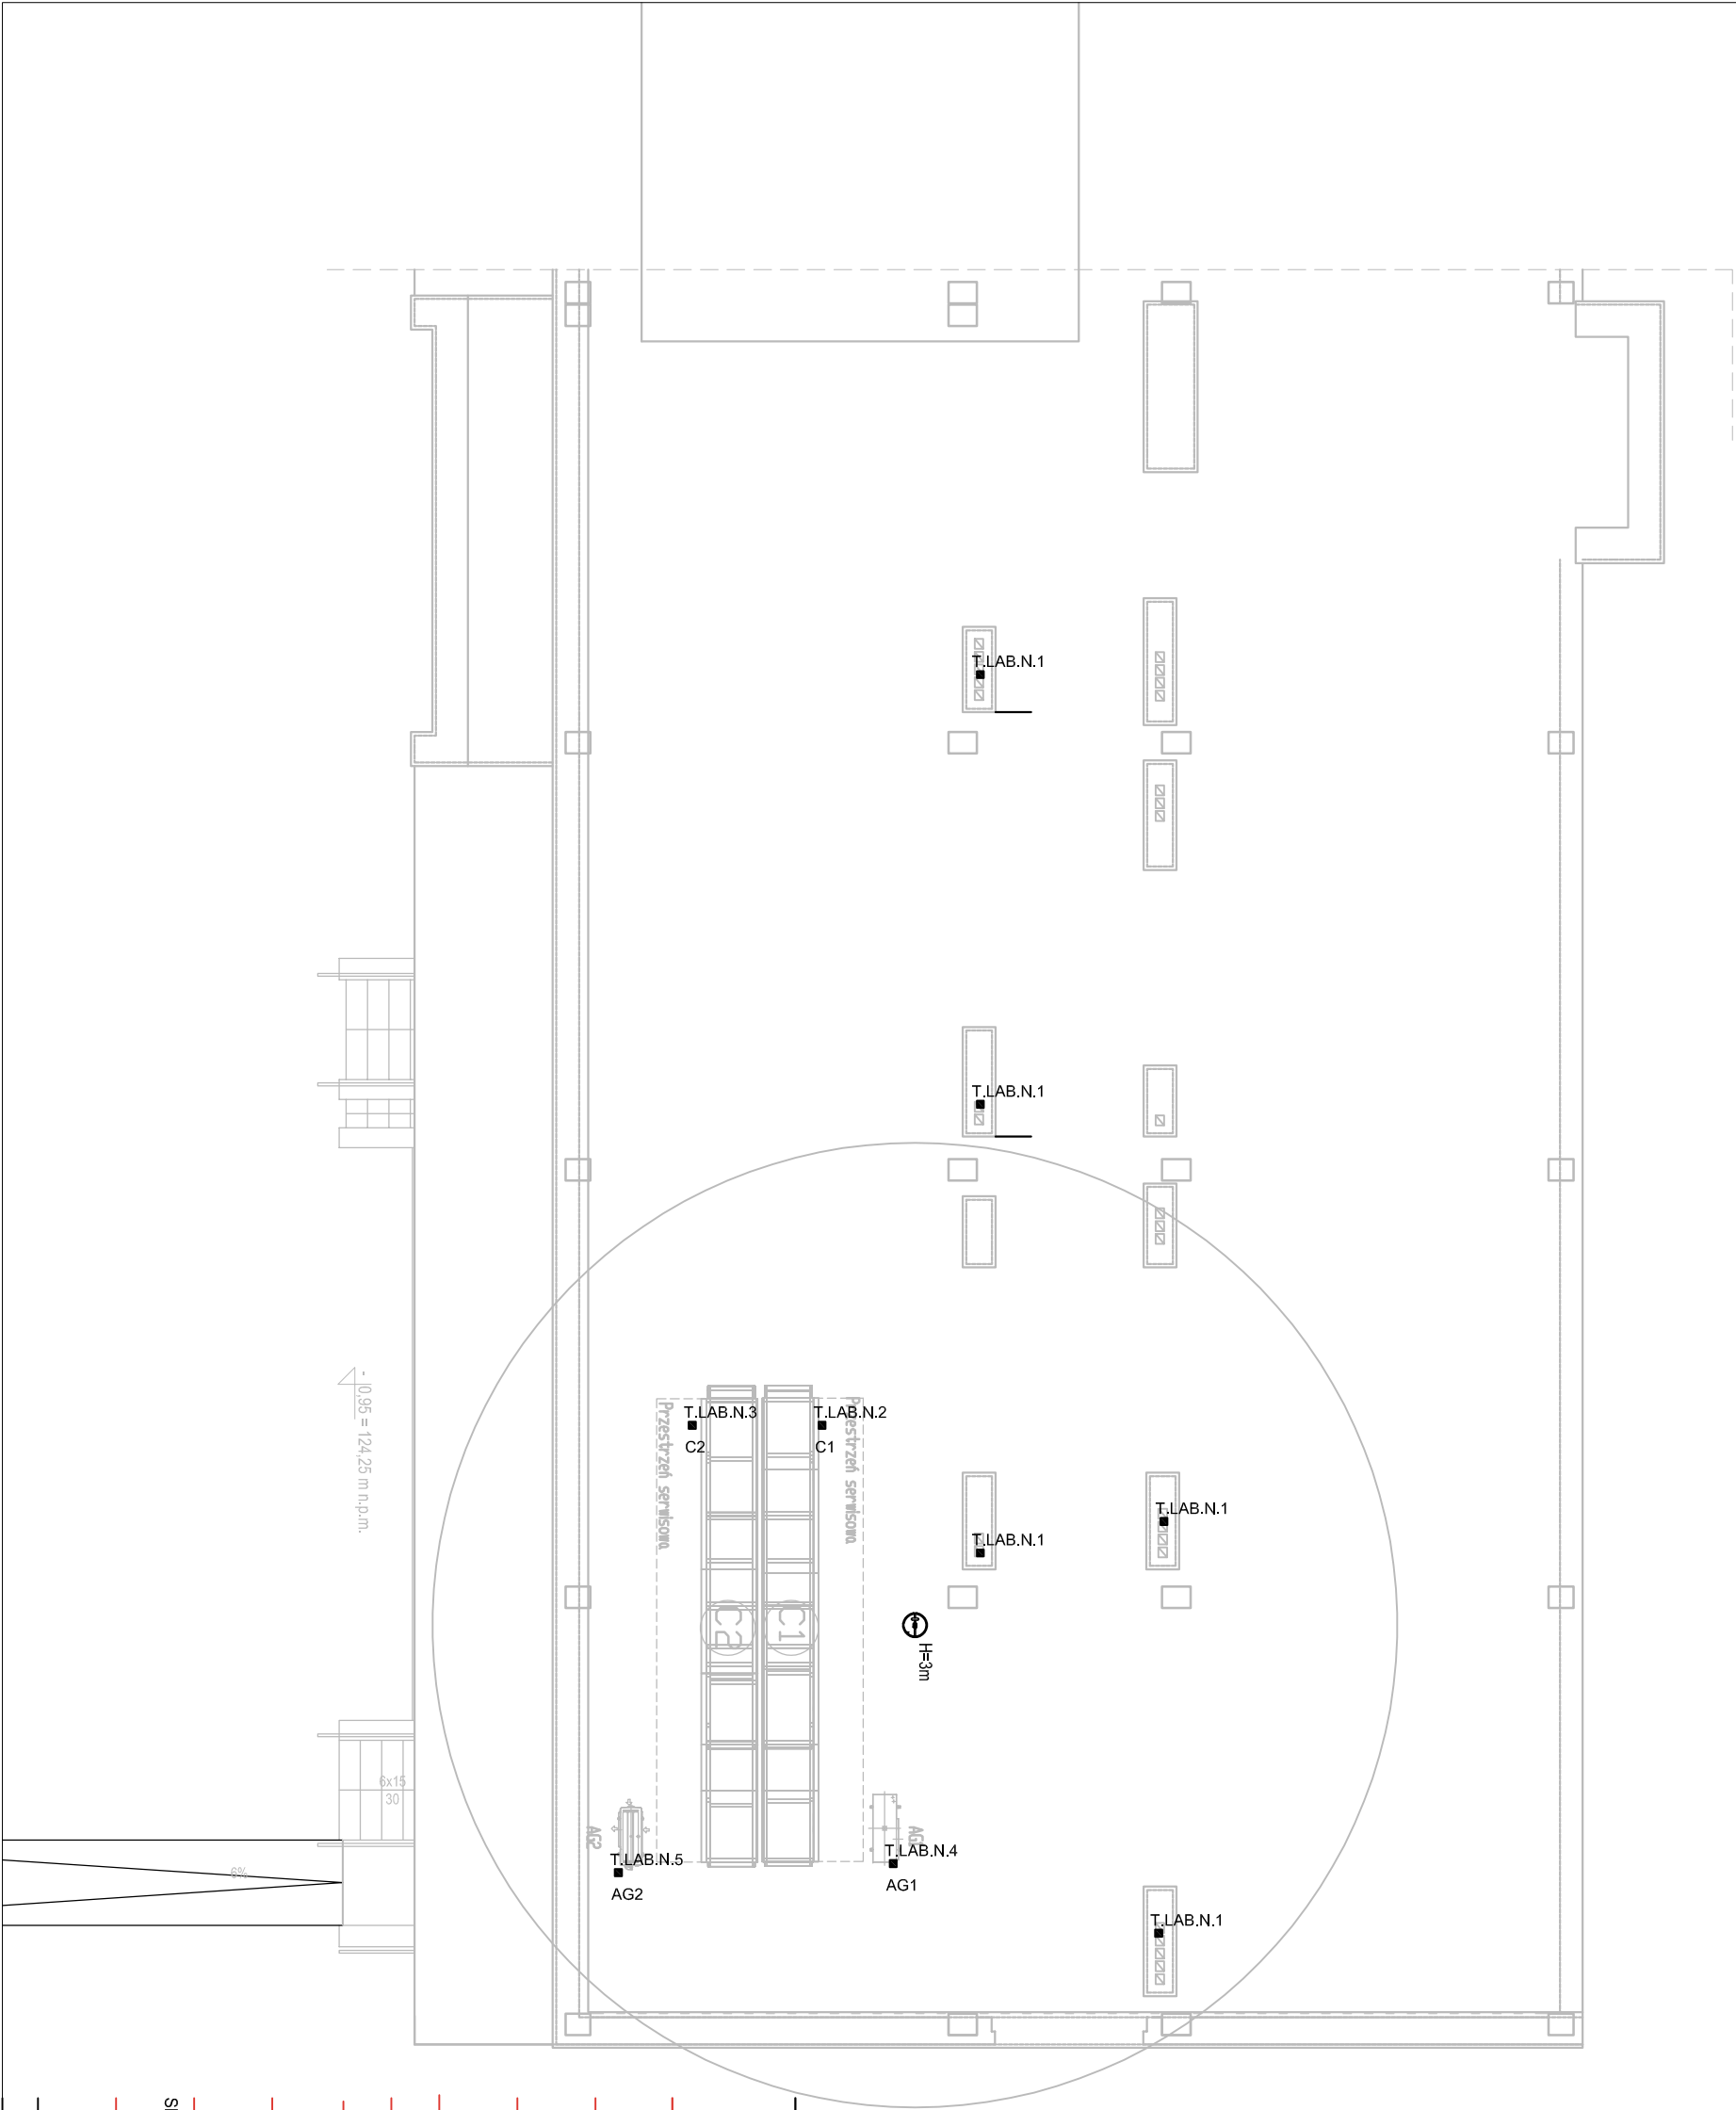 T.LAB.N.1
T.LAB.N.1
- 0,95 = 124,25 m n.p.m.
T.LAB.N.3
C2
T.LAB.N.2
C1
Przestrzeń serwisowa
Przestrzeń serwisowa
T.LAB.N.1
T.LAB.N.1
C2
C1
H=3m
6x15
30
AG2
AG1
T.LAB.N.5
AG2
T.LAB.N.4
AG1
6%
T.LAB.N.1